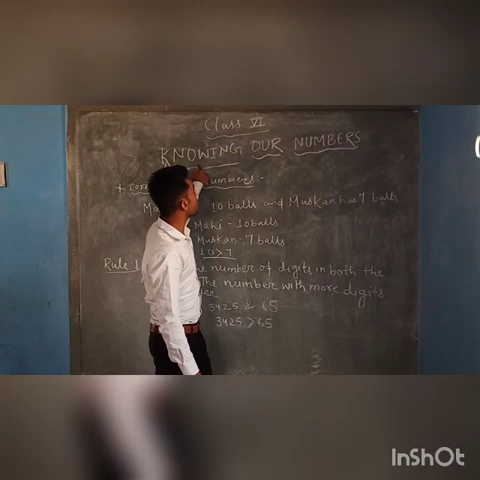 Class VI
KNOWING OUR NUMBERS
umbers.
10 balls and Muskan has 7 balls
Mahi - 10 balls
Muskan - 7 balls
10 > 7
Rule 1 he number of digits in both the
The number with more digits
3425 & 65
3425 > 65
InShOt